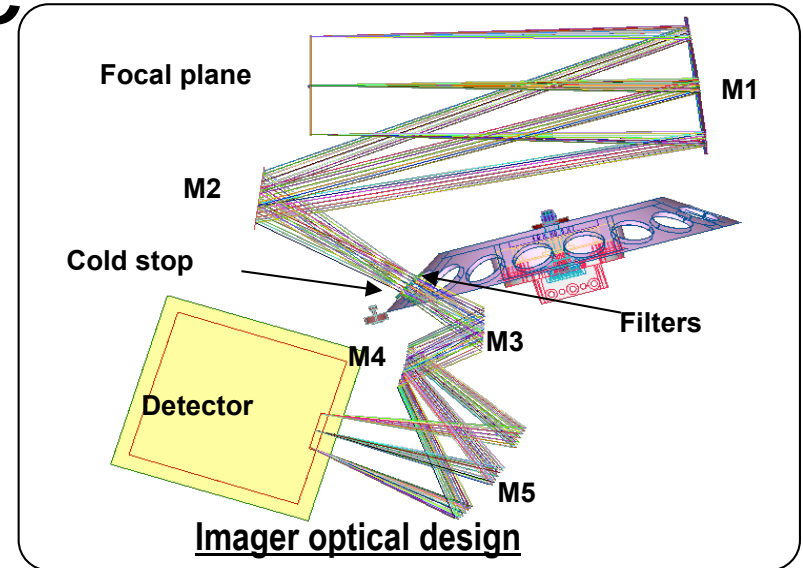 Focal plane
M1
M2
Cold stop
Filters
M3
M4
Detector
M5
Imager optical design